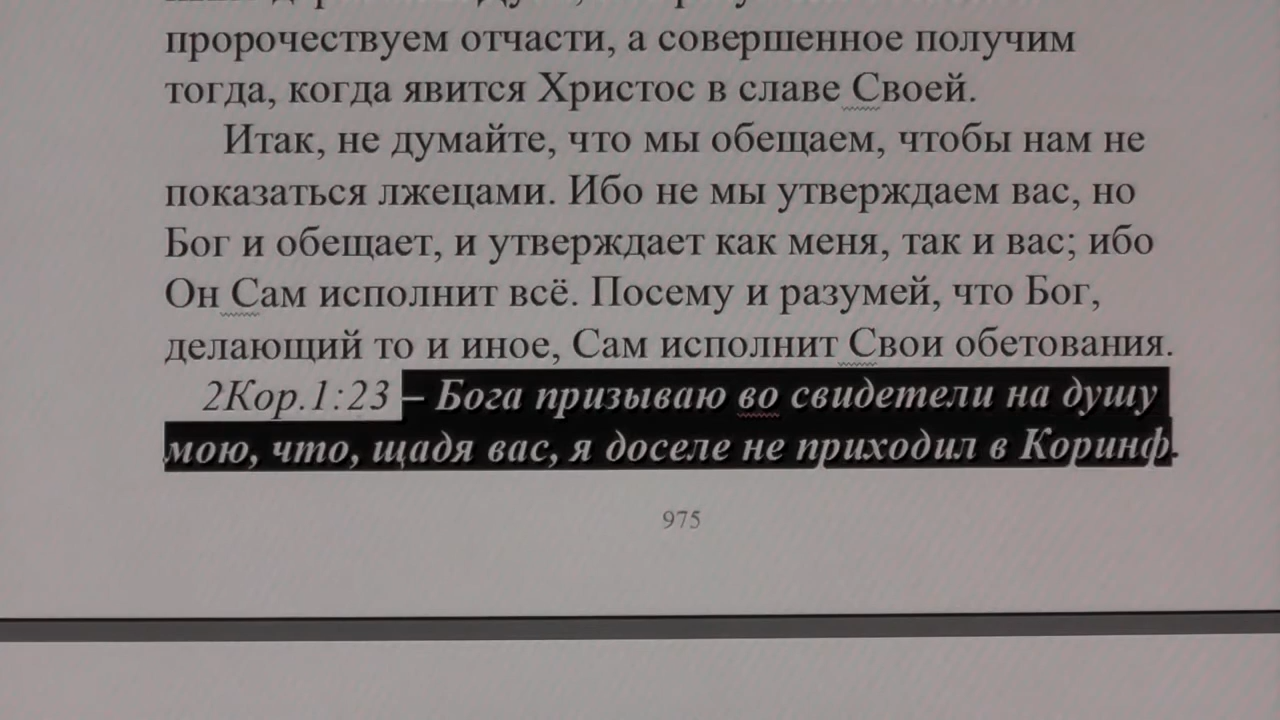 пророчествуем отчасти, а совершенное получим
тогда, когда явится Христос в славе Своей.
Итак, не думайте, что мы обещаем, чтобы нам не
показаться лжецами. Ибо не мы утверждаем вас, но
Бог и обещает, и утверждает как меня, так и вас; ибо
Он Сам исполнит всё. Посему и разумей, что Бог,
делающий то и иное, Сам исполнит Свои обетования.
2Кор.1:23 – Бога призываю во свидетели на душу
мою, что, щадя вас, я доселе не приходил в Коринф.
975